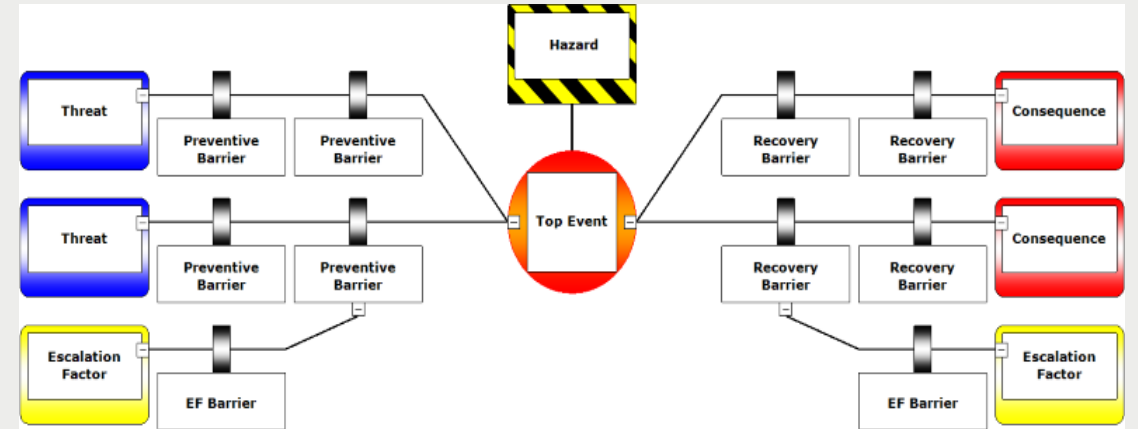 Hazard
Threat
Preventive
Barrier
Preventive
Barrier
Recovery
Barrier
Recovery
Barrier
Consequence
Top Event
Threat
Preventive
Barrier
Preventive
Barrier
Recovery
Barrier
Recovery
Barrier
Consequence
Escalation
Factor
EF Barrier
EF Barrier
Escalation
Factor